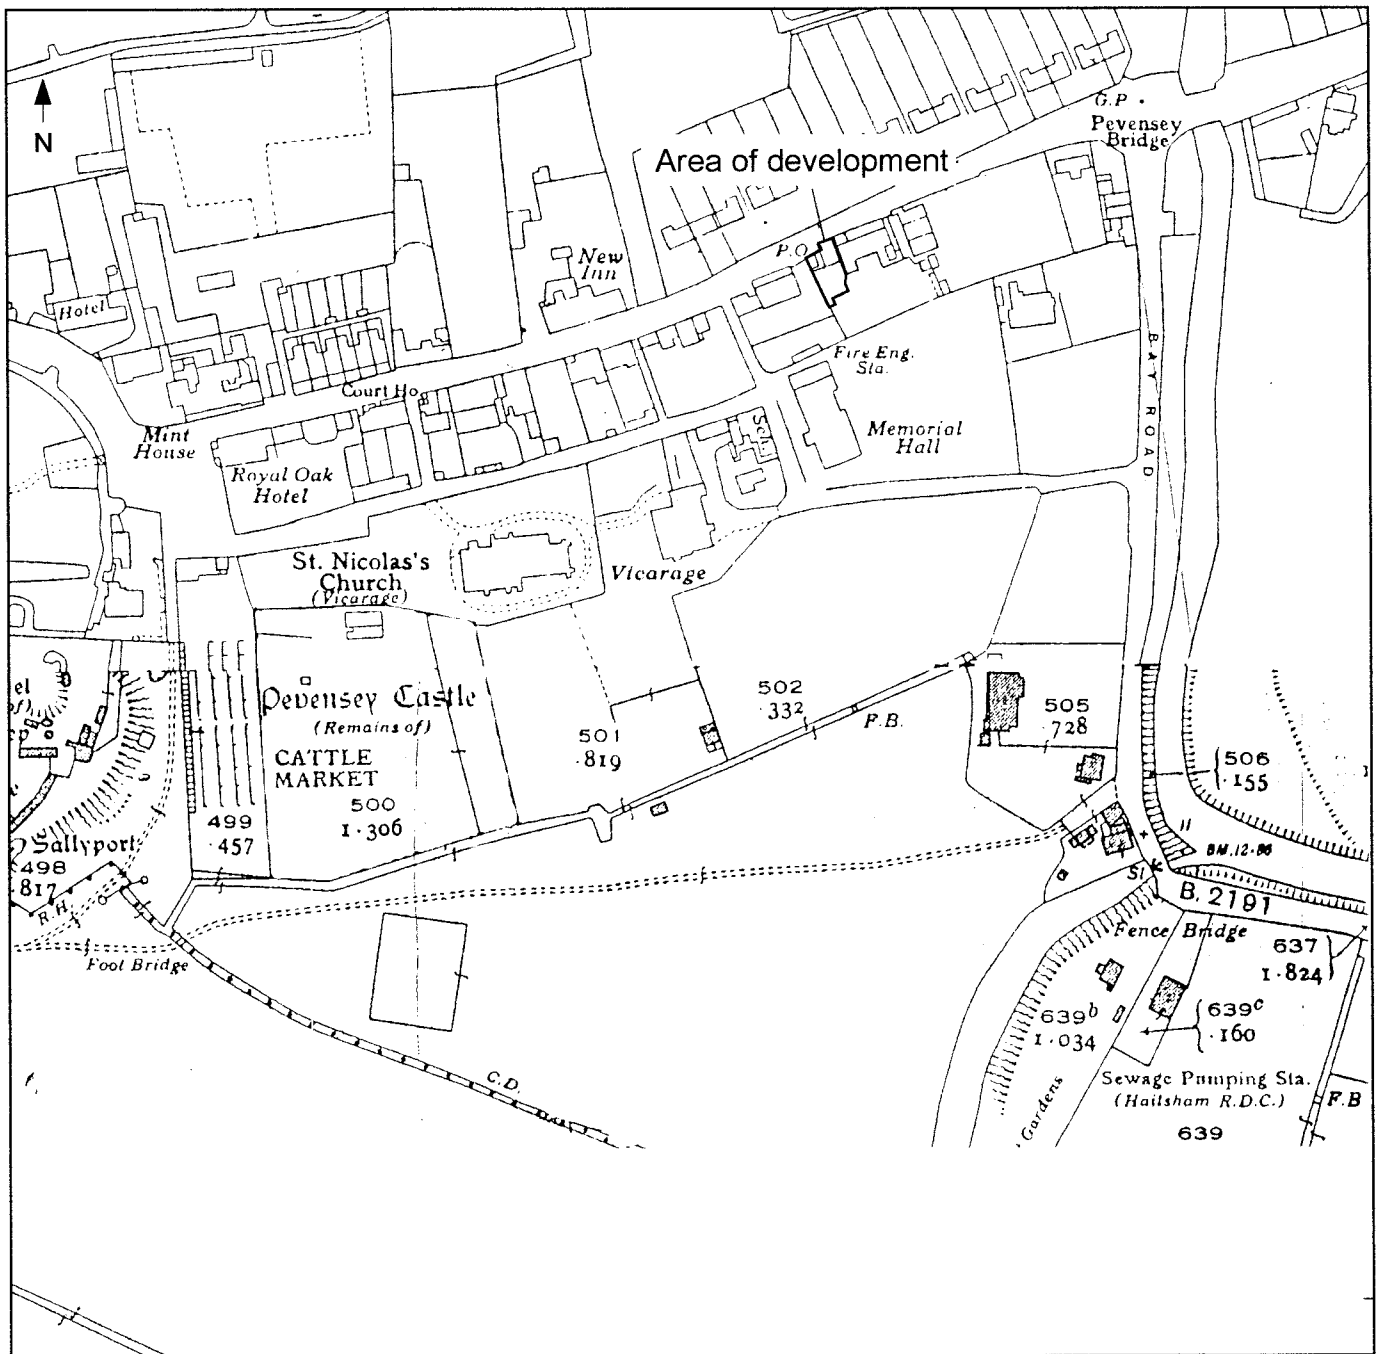 N
G.P.
Pevensey
Bridge
Area of development
P.O.
New
Inn
Hotel
Fire Eng.
Sta.
Court Ho.
BAY ROAD
Mint
House
Sch.
Memorial
Hall
Royal Oak
Hotel
St. Nicolas's
Church
(Vicarage)
Vicarage
Pevensey Castle
(Remains of)
CATTLE
MARKET
500
1.306
501
.819
502
.332
F.B.
505
.728
506
.155
499
.457
Sallyport
498
.817
R.H.
11
B.M. 12.86
Sl
B. 2191
Fence Bridge
637
1.824
Foot Bridge
639b
1.034
639c
.160
C.D.
Gardens
Sewage Pumping Sta.
(Hailsham R.D.C.)
639
F.B